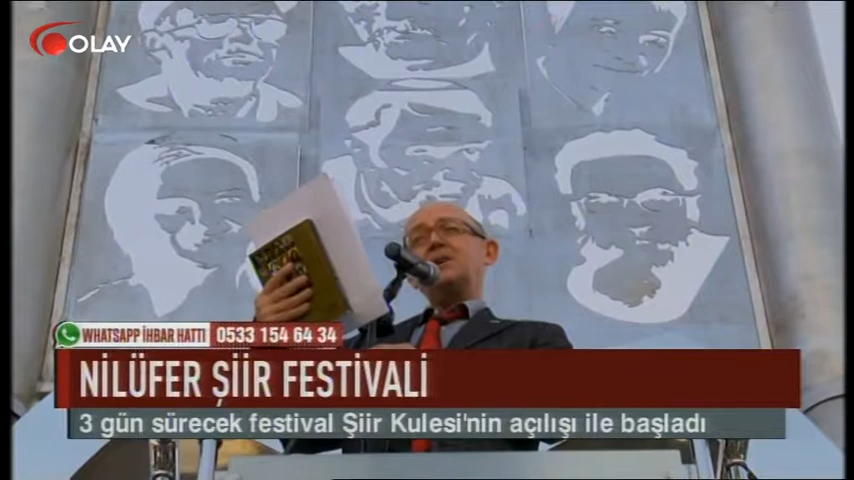 OLAY
WHATSAPP İHBAR HATTI 0533 154 64 34
NİLÜFER ŞİİR FESTİVALİ
3 gün sürecek festival Şiir Kulesi'nin açılışı ile başladı